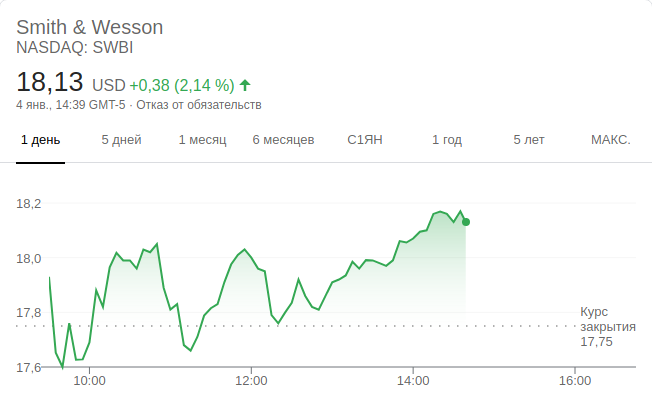 Smith & Wesson
NASDAQ: SWBI
18,13 USD +0,38 (2,14 %)
4 янв., 14:39 GMT-5 · Отказ от обязательств
1 день 5 дней 1 месяц 6 месяцев С1ЯН 1 год 5 лет МАКС.
18,2
18,0
17,8
Курс
закрытия
17,75
17,6
10:00 12:00 14:00 16:00